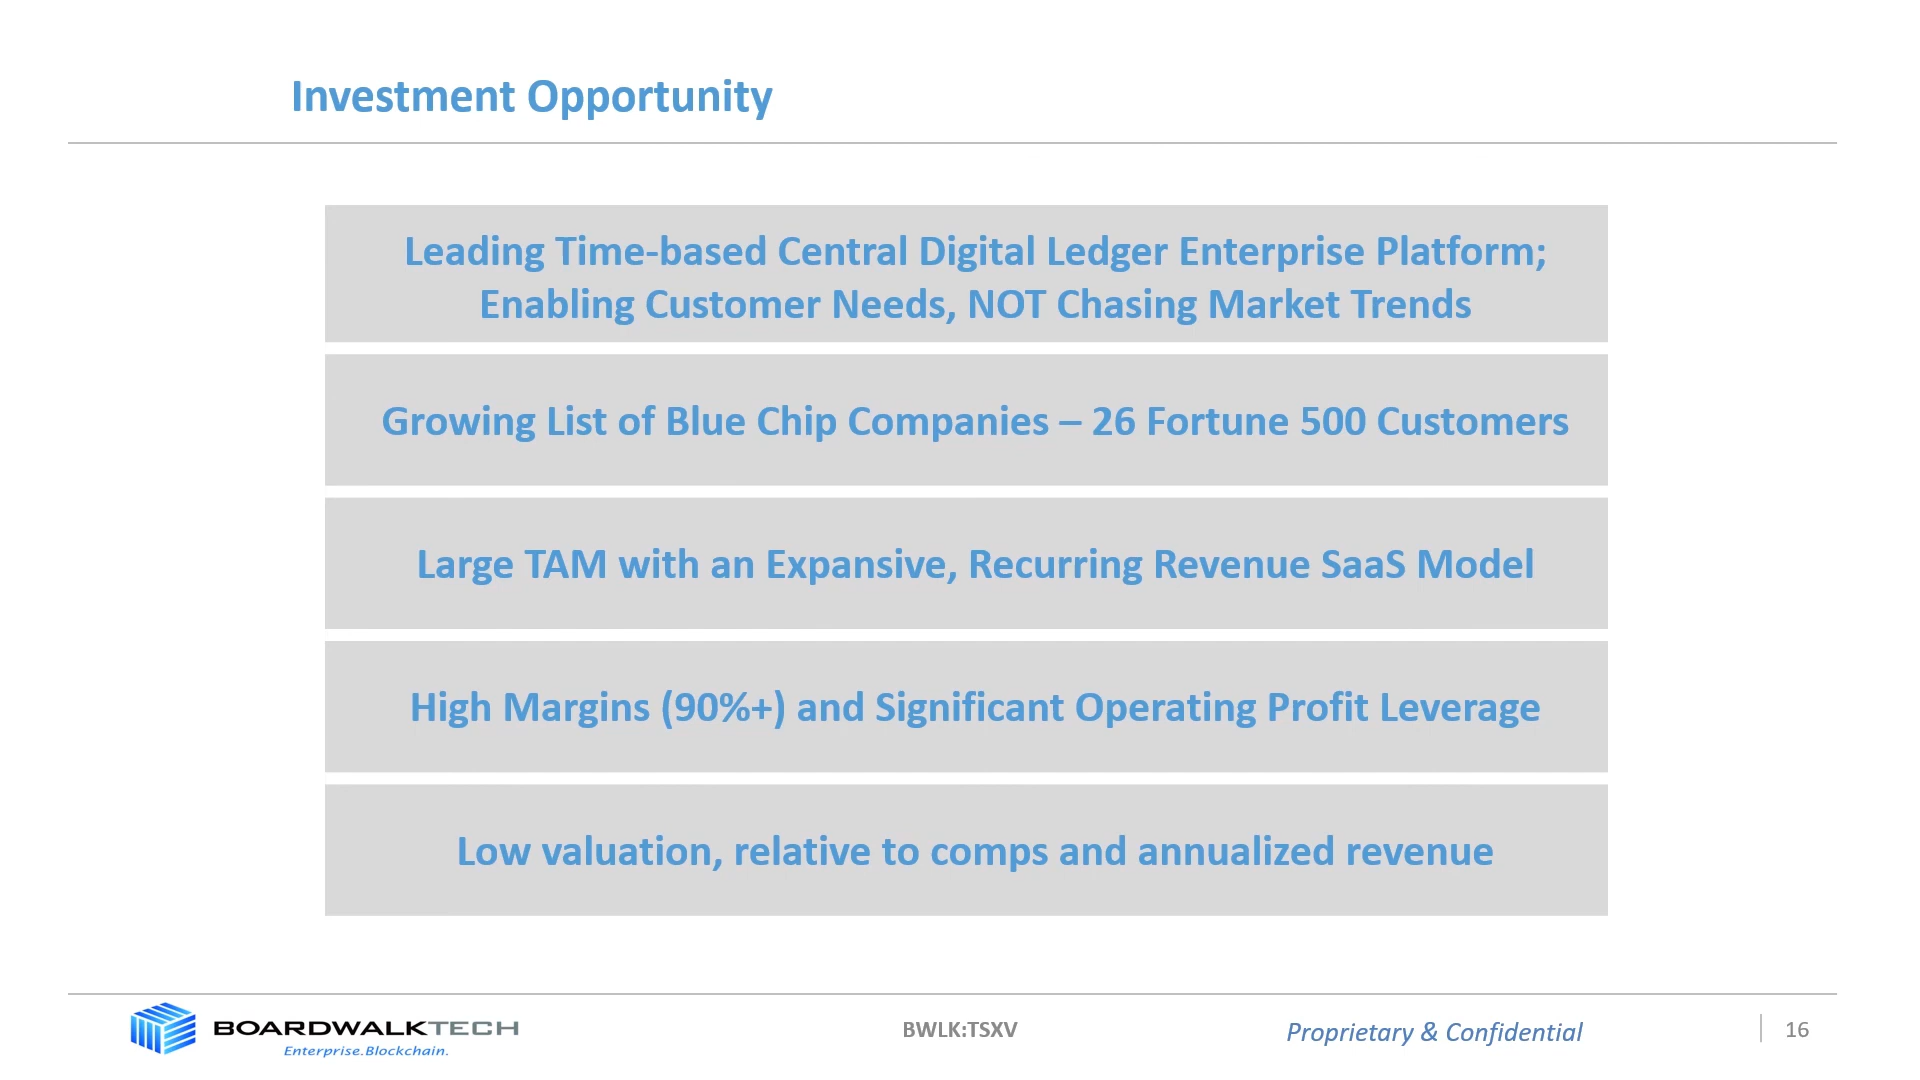 Investment Opportunity
Leading Time-based Central Digital Ledger Enterprise Platform;
Enabling Customer Needs, NOT Chasing Market Trends
Growing List of Blue Chip Companies – 26 Fortune 500 Customers
Large TAM with an Expansive, Recurring Revenue SaaS Model
High Margins (90%+) and Significant Operating Profit Leverage
Low valuation, relative to comps and annualized revenue
BOARDWALKTECH
Enterprise.Blockchain.
BWLK:TSXV
Proprietary & Confidential
16